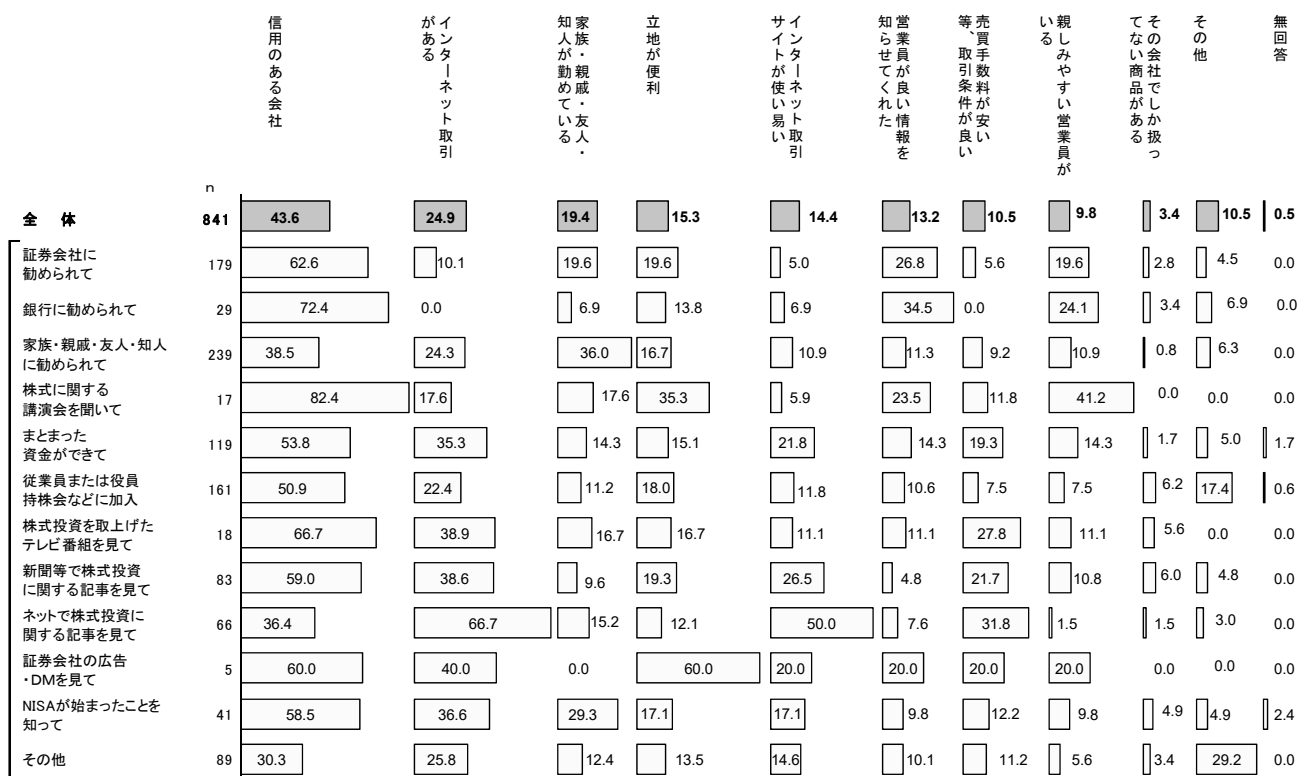 信用のある会社
インターネット取引
がある
家族・親戚・友人・
知人が勤めている
立地が便利
インターネット取引
サイトが使い易い
営業員が良い情報を
知らせてくれた
売買手数料が安い
等、取引条件が良い
親しみやすい営業員が
いる
その会社でしか扱っ
てない商品がある
その他
無回答
n
全 体 841 43.6 24.9 19.4 15.3 14.4 13.2 10.5 9.8 3.4 10.5 0.5
証券会社に
勧められて 179 62.6 10.1 19.6 19.6 5.0 26.8 5.6 19.6 2.8 4.5 0.0
銀行に勧められて 29 72.4 0.0 6.9 13.8 6.9 34.5 0.0 24.1 3.4 6.9 0.0
家族・親戚・友人・知人
に勧められて 239 38.5 24.3 36.0 16.7 10.9 11.3 9.2 10.9 0.8 6.3 0.0
株式に関する
講演会を聞いて 17 82.4 17.6 17.6 35.3 5.9 23.5 11.8 41.2 0.0 0.0 0.0
まとまった
資金ができて 119 53.8 35.3 14.3 15.1 21.8 14.3 19.3 14.3 1.7 5.0 1.7
従業員または役員
持株会などに加入 161 50.9 22.4 11.2 18.0 11.8 10.6 7.5 7.5 6.2 17.4 0.6
株式投資を取上げた
テレビ番組を見て 18 66.7 38.9 16.7 16.7 11.1 11.1 27.8 11.1 5.6 0.0 0.0
新聞等で株式投資
に関する記事を見て 83 59.0 38.6 9.6 19.3 26.5 4.8 21.7 10.8 6.0 4.8 0.0
ネットで株式投資に
関する記事を見て 66 36.4 66.7 15.2 12.1 50.0 7.6 31.8 1.5 1.5 3.0 0.0
証券会社の広告
・DMを見て 5 60.0 40.0 0.0 60.0 20.0 20.0 20.0 20.0 0.0 0.0 0.0
NISAが始まったことを
知って 41 58.5 36.6 29.3 17.1 17.1 9.8 12.2 9.8 4.9 4.9 2.4
その他 89 30.3 25.8 12.4 13.5 14.6 10.1 11.2 5.6 3.4 29.2 0.0